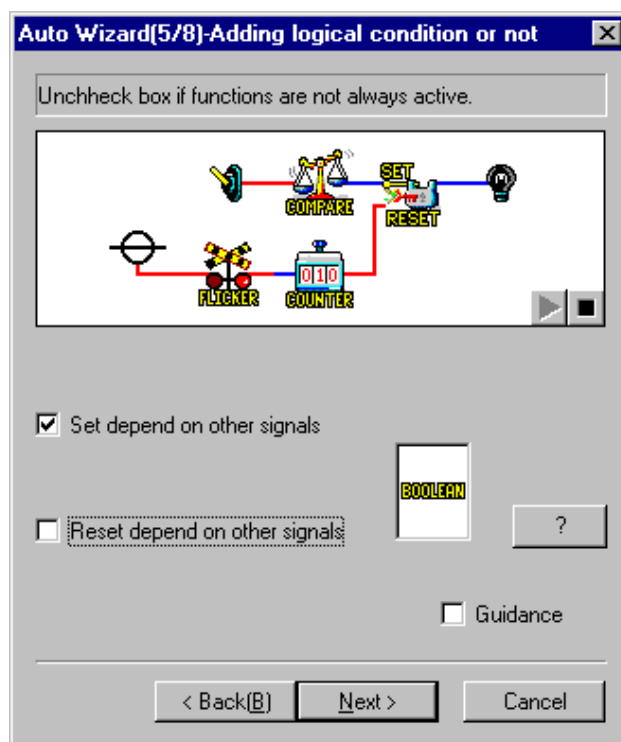 Auto Wizard(5/8)-Adding logical condition or not
Unchheck box if functions are not always active.
SET
COMPARE
RESET
010
FLICKER
COUNTER
Set depend on other signals
BOOLEAN
Reset depend on other signals
?
Guidance
< Back(B)
Next >
Cancel